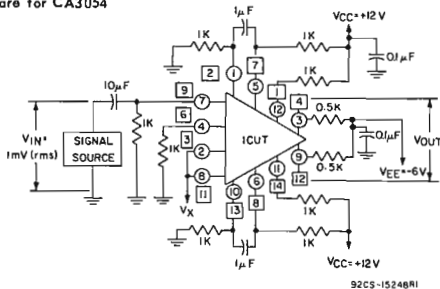 are for CA3054
1μF
VCC=+12V
1K
1K
0.1μF
2
1
7
5
1K
10μF
9
7
1
12
4
3
0.5K
6
4
1K
3
2
1K
ICUT
0.1μF
VIN=
1mV (rms)
SIGNAL
SOURCE
VOUT
8
11
VX
10
13
6
8
11
14
9
12
0.5K
VEE=-6V
1K
1K
1K
1μF
VCC=+12V
92CS-15248R1